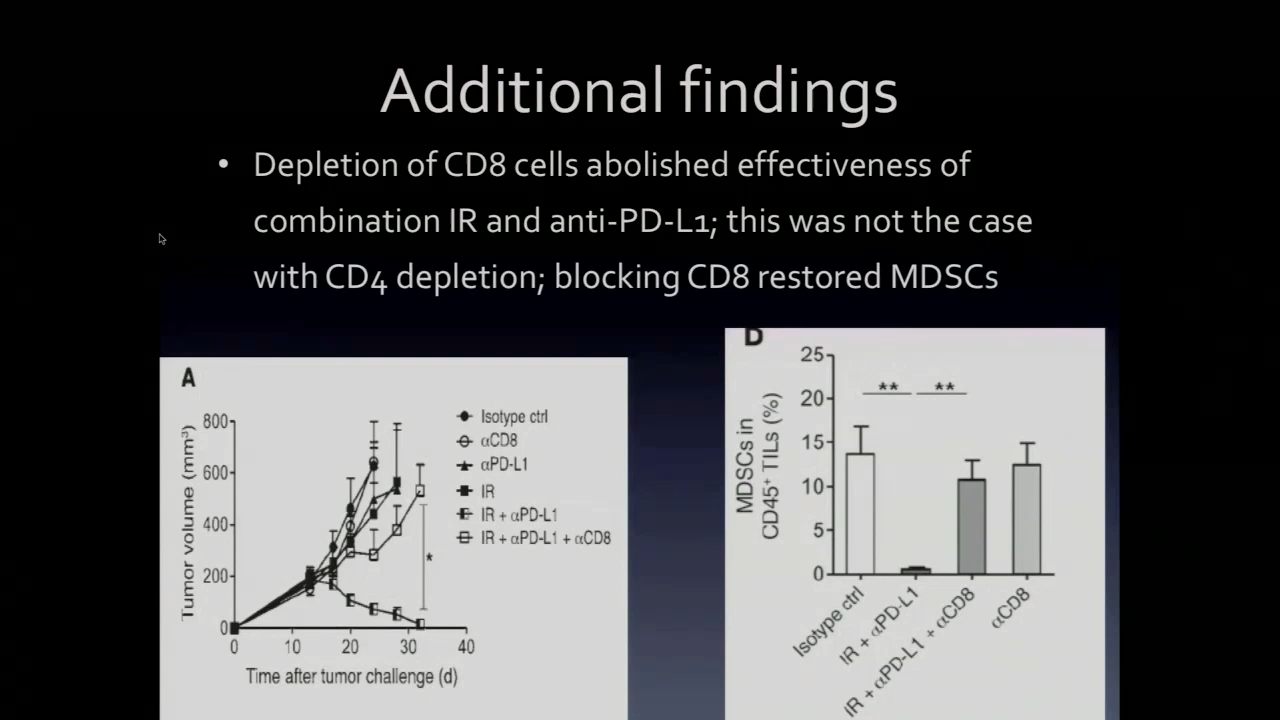 Additional findings
• Depletion of CD8 cells abolished effectiveness of
combination IR and anti-PD-L1; this was not the case
with CD4 depletion; blocking CD8 restored MDSCs
A
800
600
400
200
0
Tumor volume (mm³)
0 10 20 30 40
Time after tumor challenge (d)
Isotype ctrl
αCD8
αPD-L1
IR
IR + αPD-L1
IR + αPD-L1 + αCD8
*
D
25
20
15
10
5
0
MDSCs in
CD45⁺ TILs (%)
** **
Isotype ctrl
IR + αPD-L1
IR + αPD-L1 + αCD8
αCD8